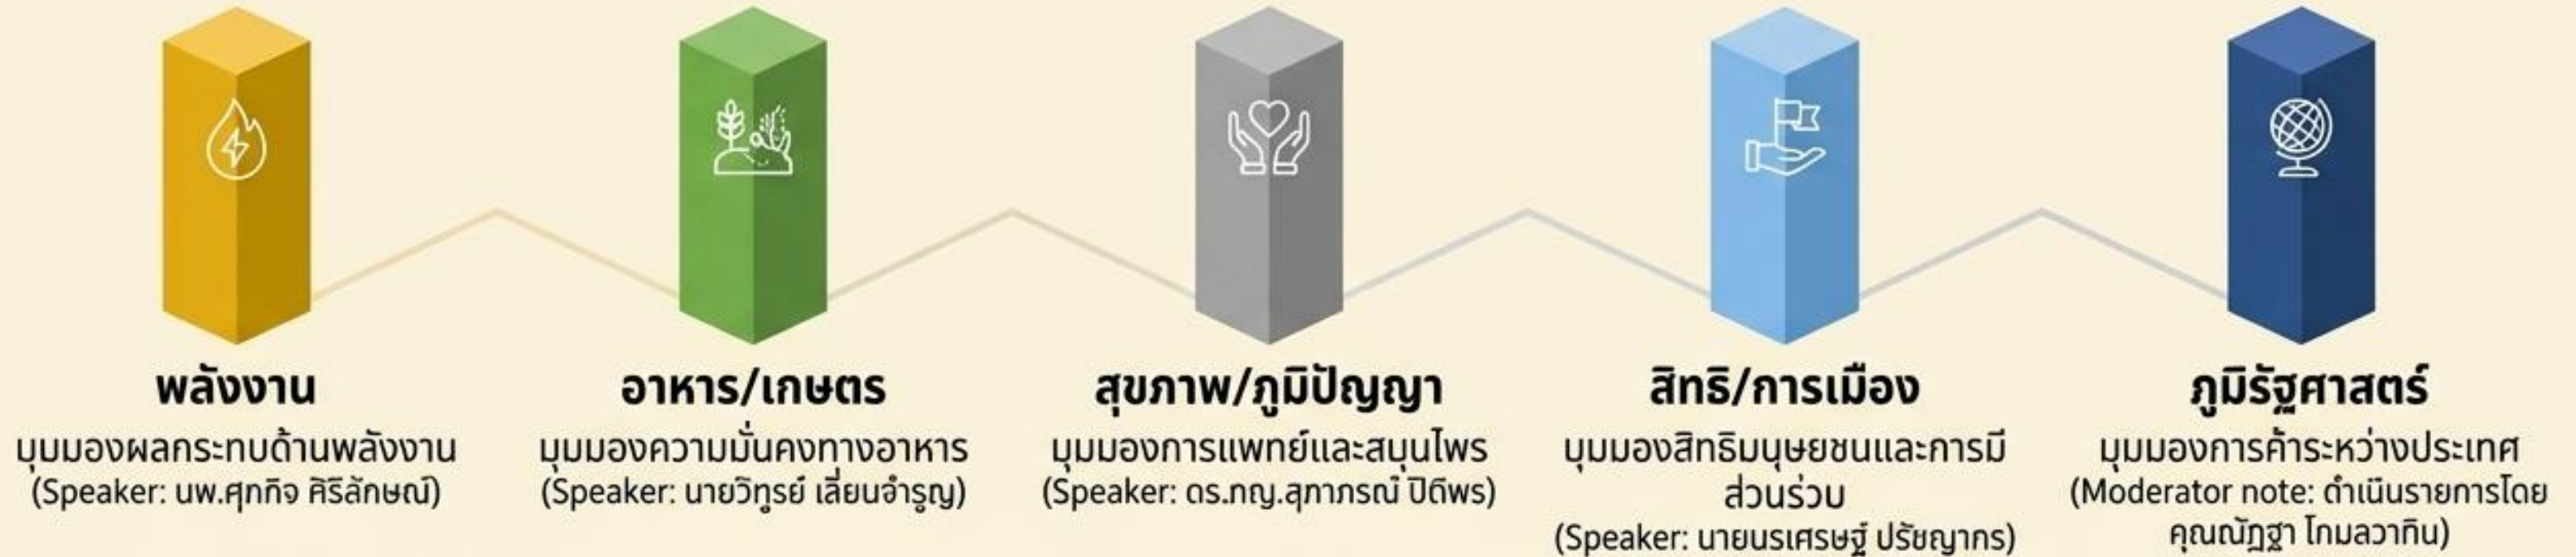 พลังงาน
มุมมองผลกระทบด้านพลังงาน
(Speaker: นพ.ศุภกิจ ศิริลักษณ์)
อาหาร/เกษตร
มุมมองความมั่นคงทางอาหาร
(Speaker: นายวิทูรย์ เลี่ยนจำรูญ)
สุขภาพ/ภูมิปัญญา
มุมมองการแพทย์และสมุนไพร
(Speaker: ดร.ภญ.สุภาภรณ์ ปิติพร)
สิทธิ/การเมือง
มุมมองสิทธิมนุษยชนและการมี
ส่วนร่วม
(Speaker: นายนรเศรษฐ์ ปรัชญากร)
ภูมิรัฐศาสตร์
มุมมองการค้าระหว่างประเทศ
(Moderator note: ดำเนินรายการโดย
คุณณัฏฐา โกมลวาทิน)